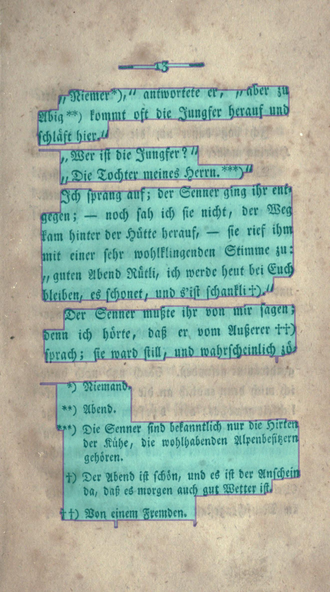 „Niemer*),“ antwortete er, „aber zu
Abig**) kommt oft die Jungfer herauf und
schläft hier.“
„Wer ist die Jungfer?“
„Die Tochter meines Herrn.***)“
Ich sprang auf; der Senner ging ihr ent-
gegen; — noch sah ich sie nicht, der Weg
kam hinter der Hütte herauf, — sie rief ihm
mit einer sehr wohlklingenden Stimme zu:
„guten Abend Rütli, ich werde heut bei Euch
bleiben, es schonet, und s'ist schankli†).“
Der Senner mußte ihr von mir sagen;
denn ich hörte, daß er vom Äußerer ††)
sprach; sie ward still, und wahrscheinlich zö-
*) Niemand.
**) Abend.
***) Die Senner sind bekanntlich nur die Hirten
der Kühe, die wohlhabenden Alpenbesitzern
gehören.
†) Der Abend ist schön, und es ist der Anschein
da, daß es morgen auch gut Wetter ist.
††) Von einem Fremden.